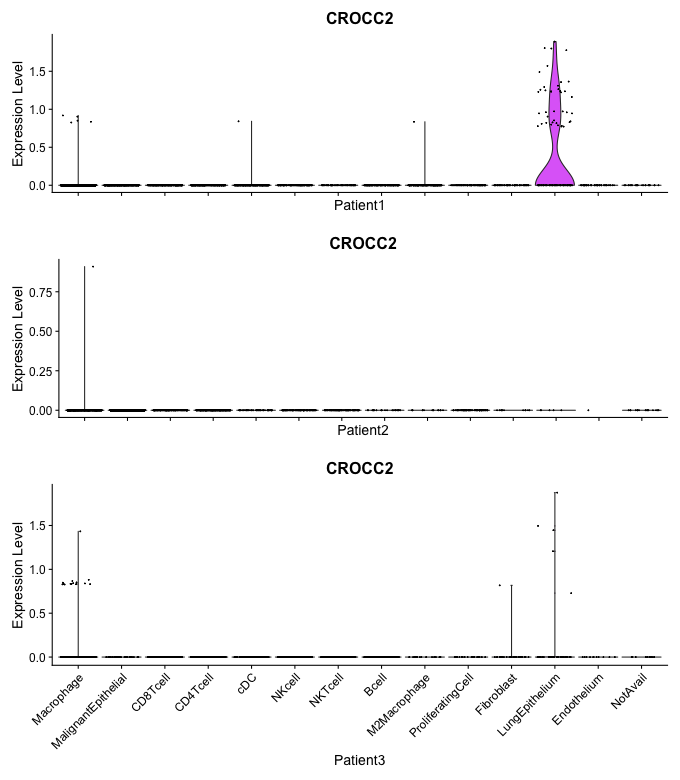 CROCC2
Expression Level
1.5
1.0
0.5
0.0
Patient1
CROCC2
Expression Level
0.75
0.50
0.25
0.00
Patient2
CROCC2
Expression Level
1.5
1.0
0.5
0.0
Macrophage
MalignantEpithelial
CD8Tcell
CD4Tcell
cDC
NKcell
NKTcell
Bcell
M2Macrophage
ProliferatingCell
Fibroblast
LungEpithelium
Endothelium
NotAvail
Patient3